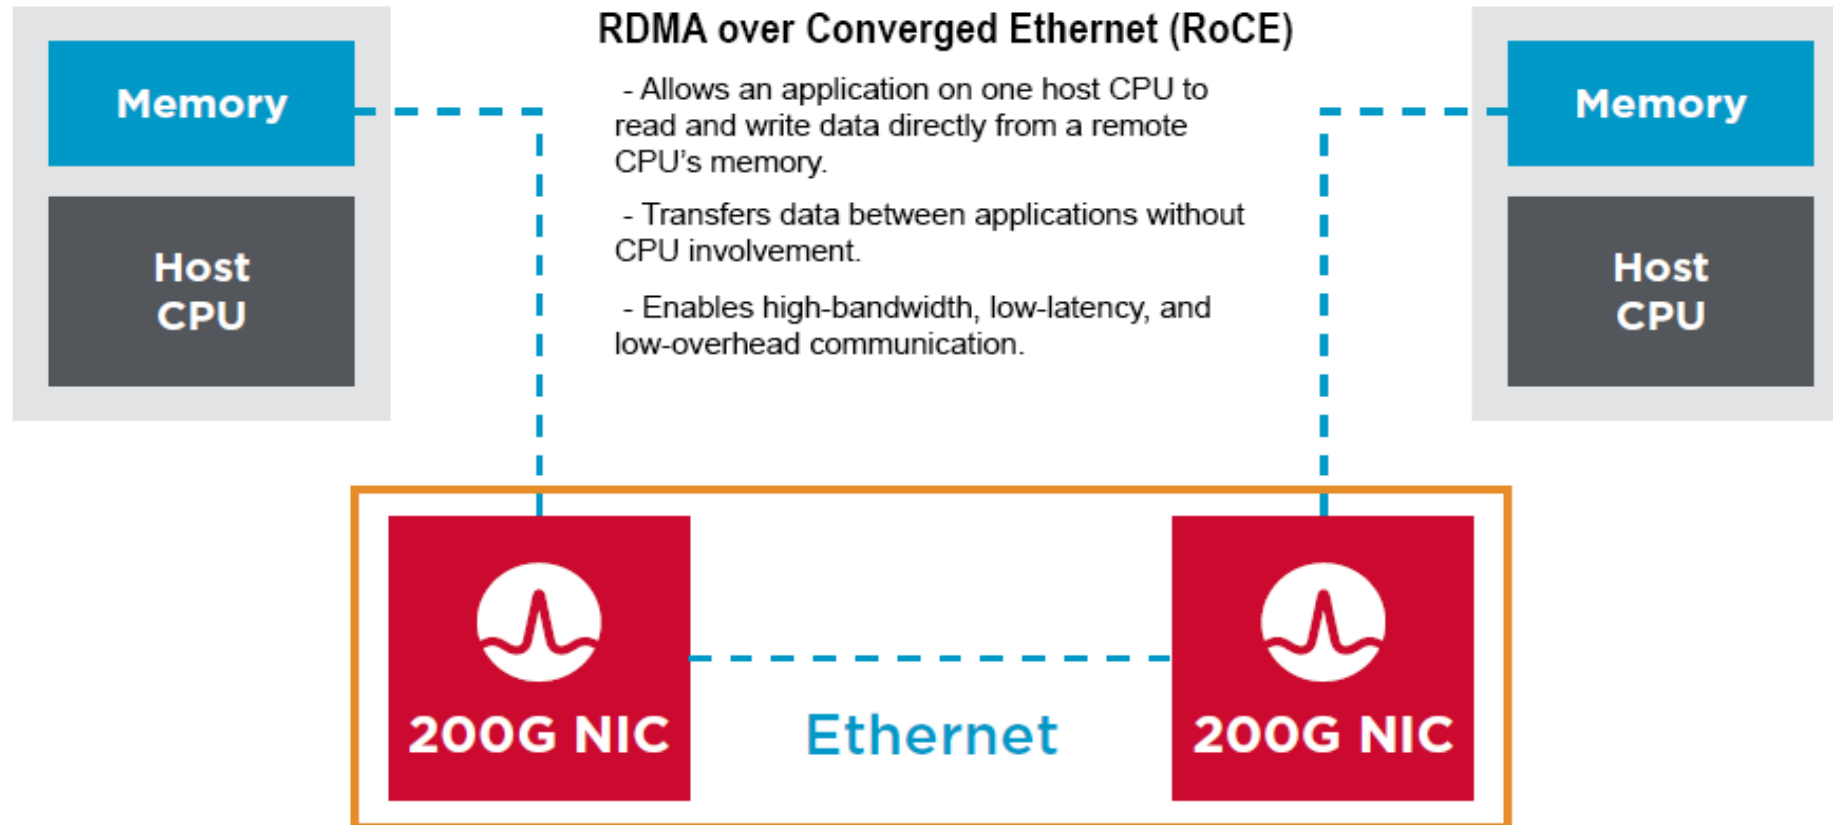 RDMA over Converged Ethernet (RoCE)
Memory
Host
CPU
- Allows an application on one host CPU to
read and write data directly from a remote
CPU's memory.
- Transfers data between applications without
CPU involvement.
- Enables high-bandwidth, low-latency, and
low-overhead communication.
Memory
Host
CPU
200G NIC
Ethernet
200G NIC